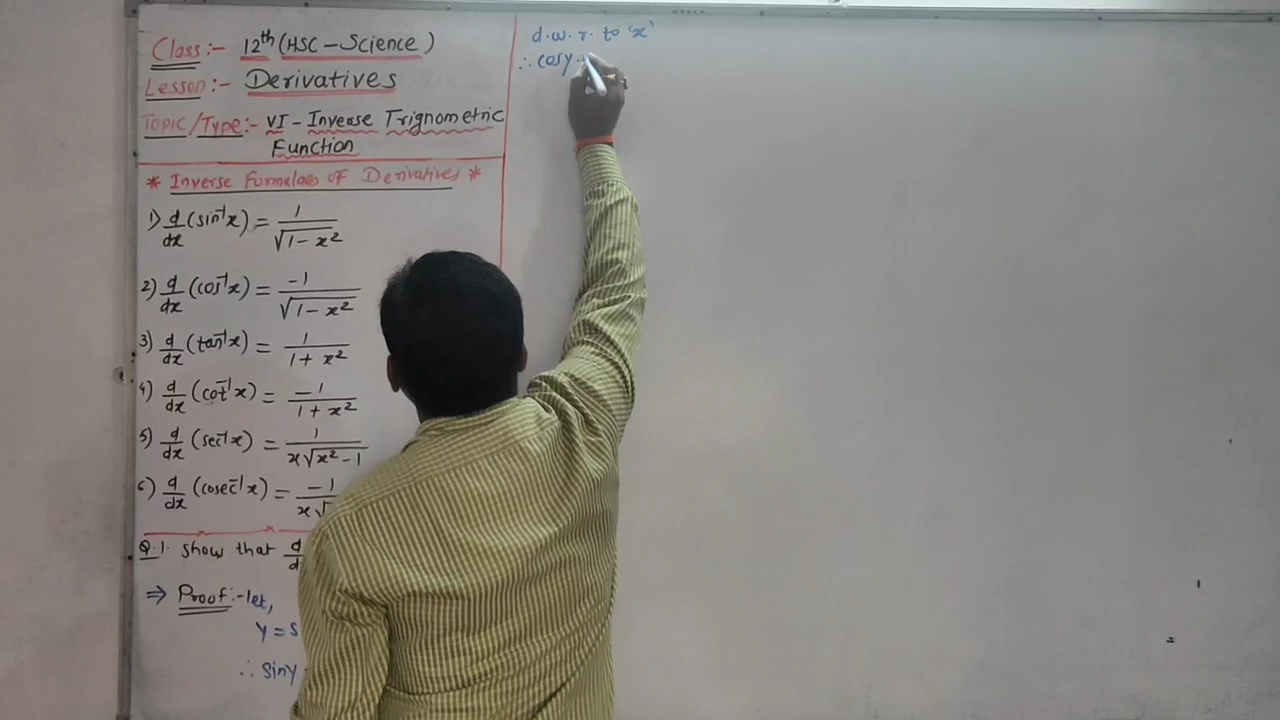 Class:- 12th (HSC-Science)
Lesson:- Derivatives
Topic/Type:- VI - Inverse Trignometric
Function
* Inverse Formulaes of Derivatives *
1) d/dx (sin⁻¹x) = 1/√(1-x²)
2) d/dx (cos⁻¹x) = -1/√(1-x²)
3) d/dx (tan⁻¹x) = 1/(1+x²)
4) d/dx (cot⁻¹x) = -1/(1+x²)
5) d/dx (sec⁻¹x) = 1/(x√(x²-1))
6) d/dx (cosec⁻¹x) = -1/(x√
Q.1. Show that d/d
⇒ Proof:- let,
y = s
∴ siny
d.w.r. to 'x'
∴ cosy.